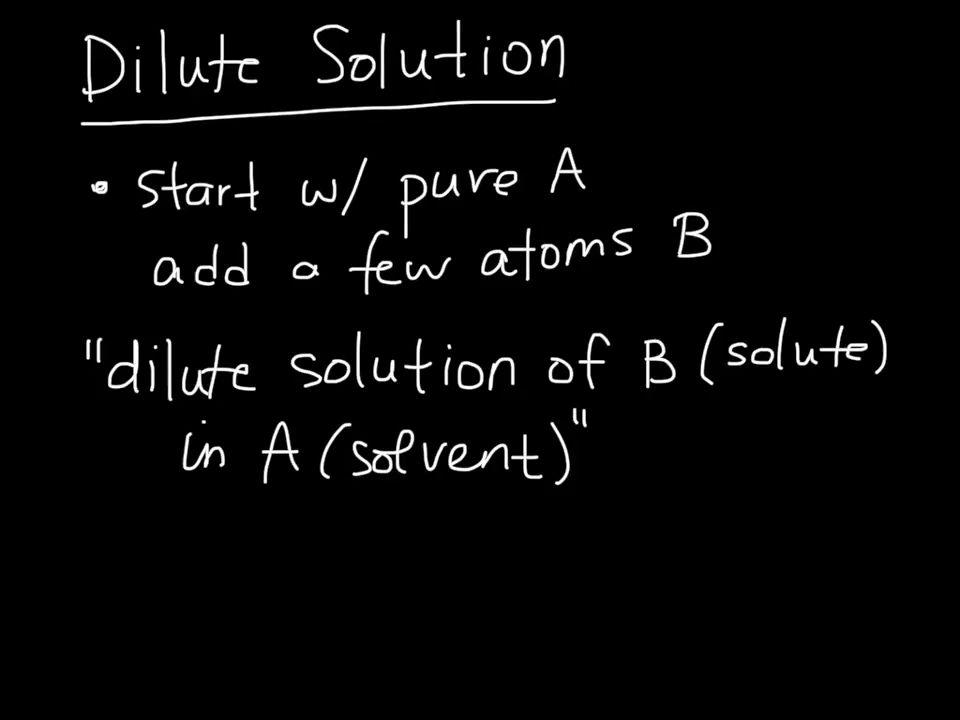 Dilute Solution
• start w/ pure A
add a few atoms B
"dilute solution of B (solute)
in A (solvent)"